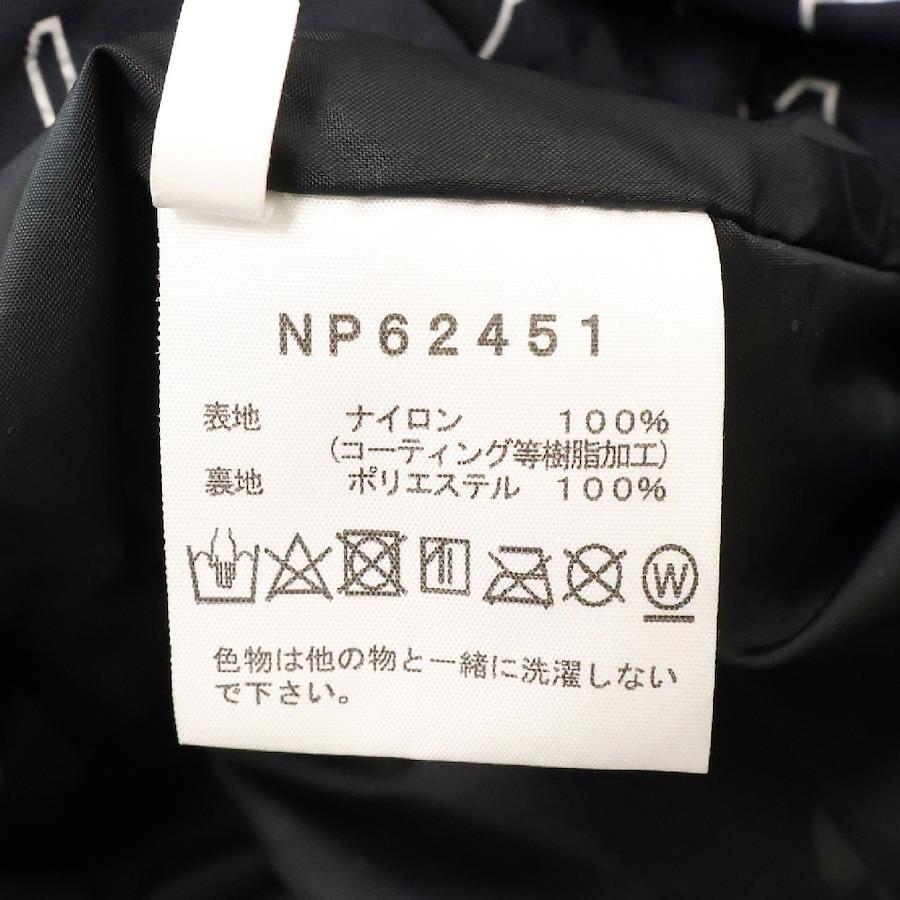 NP62451
表地 ナイロン 100%
(コーティング等樹脂加工)
裏地 ポリエステル 100%
W
色物は他の物と一緒に洗濯しない
で下さい。